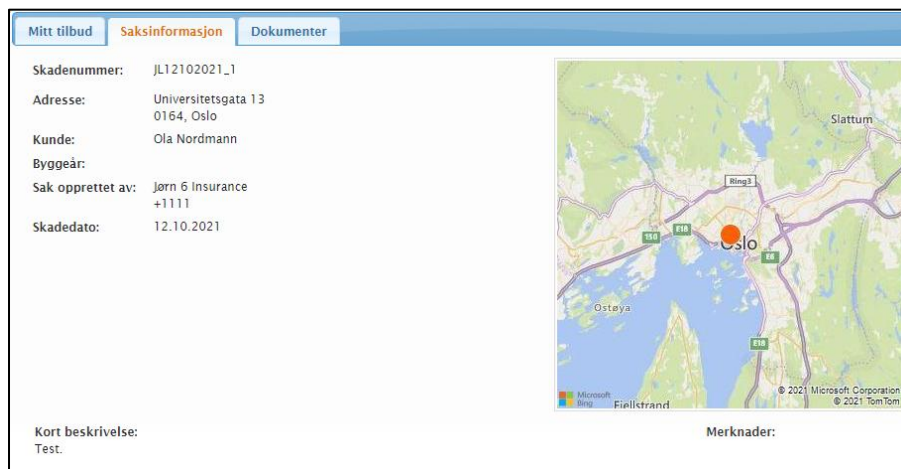 Mitt tilbud
Saksinformasjon
Dokumenter
Skadenummer: JL12102021_1
Adresse: Universitetsgata 13
0164, Oslo
Kunde: Ola Nordmann
Byggeår:
Sak opprettet av: Jørn 6 Insurance
+1111
Skadedato: 12.10.2021
Slattum
Ring3
150
E18
Oslo
E6
Ostøya
E18
Fjellstrand
Microsoft
Bing
© 2021 Microsoft Corporation
© 2021 TomTom
Kort beskrivelse:
Test.
Merknader: